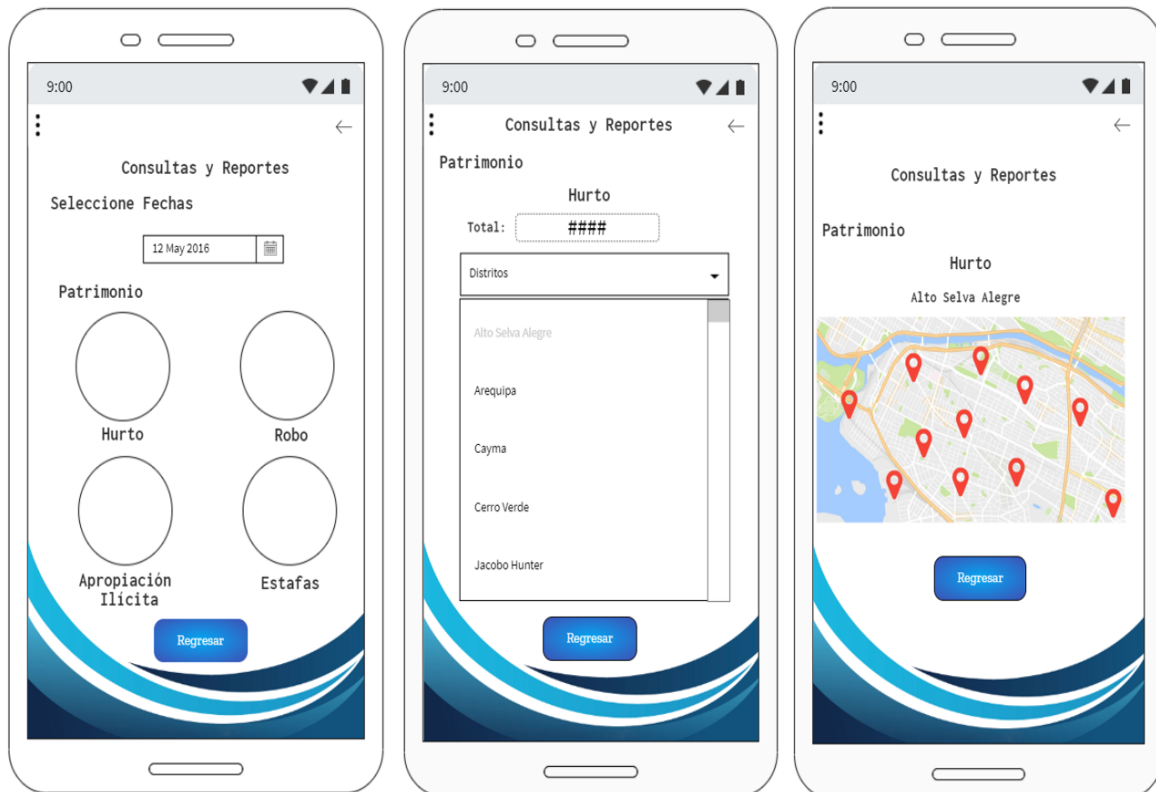 9:00
Consultas y Reportes
Seleccione Fechas
12 May 2016
Patrimonio
Hurto
Robo
Apropiación
Ilícita
Estafas
Regresar
9:00
Consultas y Reportes
Patrimonio
Hurto
Total:
####
Distritos
Alto Selva Alegre
Arequipa
Cayma
Cerro Verde
Jacobo Hunter
Regresar
9:00
Consultas y Reportes
Patrimonio
Hurto
Alto Selva Alegre
Regresar